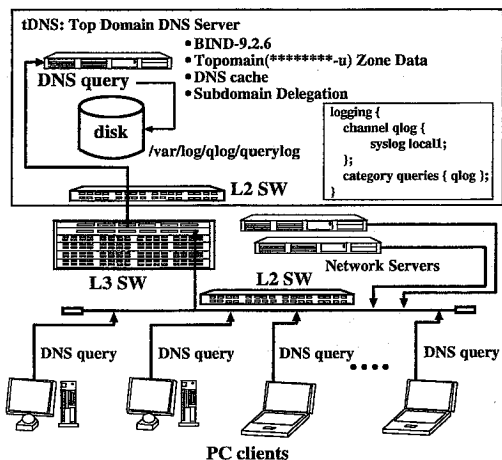 tDNS: Top Domain DNS Server
• BIND-9.2.6
• Topomain(********-u) Zone Data
• DNS cache
• Subdomain Delegation
DNS query
disk
/var/log/qlog/querylog
logging {
channel qlog {
syslog local1;
};
category queries { qlog };
}
L2 SW
L3 SW
Network Servers
L2 SW
DNS query
DNS query
DNS query
DNS query
PC clients